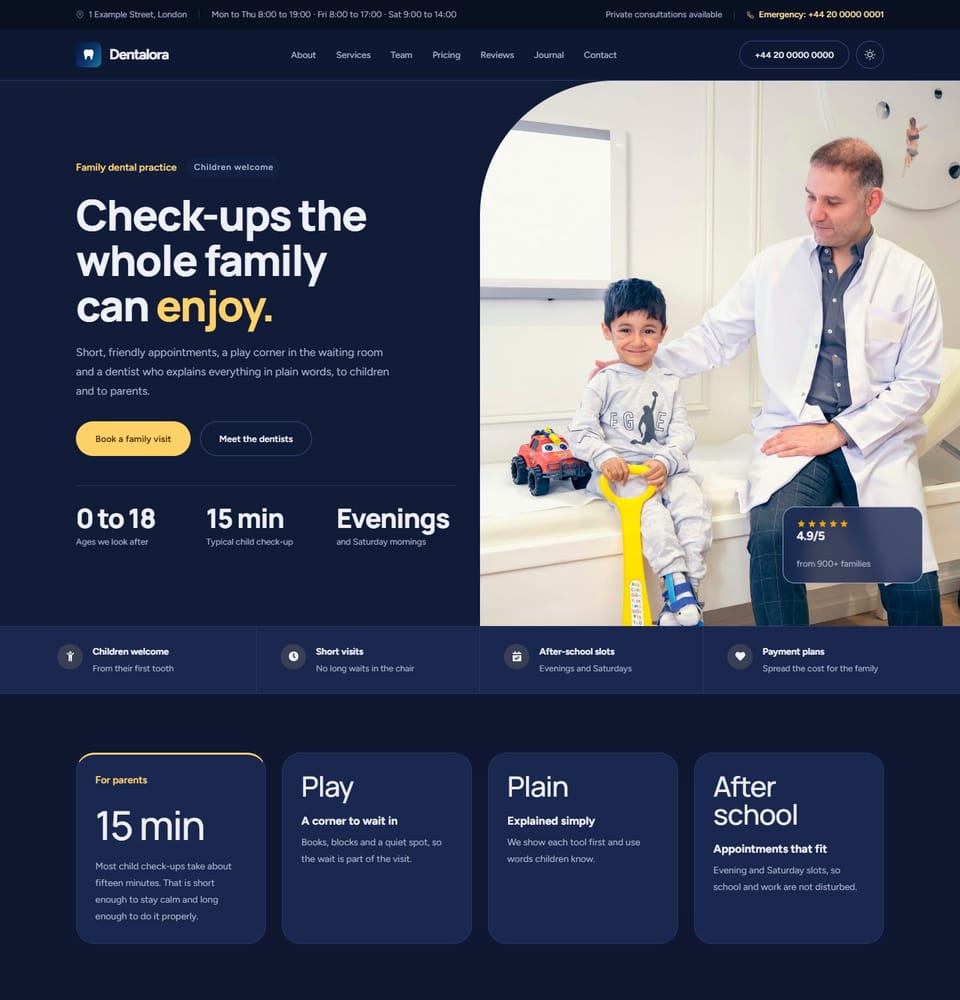 1 Example Street, London
Mon to Thu 8:00 to 19:00 · Fri 8:00 to 17:00 · Sat 9:00 to 14:00
Private consultations available
Emergency: +44 20 0000 0001
Dentalora
About
Services
Team
Pricing
Reviews
Journal
Contact
+44 20 0000 0000
Family dental practice
Children welcome
Check-ups the
whole family
can enjoy.
Short, friendly appointments, a play corner in the waiting room
and a dentist who explains everything in plain words, to children
and to parents.
Book a family visit
Meet the dentists
0 to 18
Ages we look after
15 min
Typical child check-up
Evenings
and Saturday mornings
4.9/5
from 900+ families
Children welcome
From their first tooth
Short visits
No long waits in the chair
After-school slots
Evenings and Saturdays
Payment plans
Spread the cost for the family
For parents
15 min
Most child check-ups take about
fifteen minutes. That is short
enough to stay calm and long
enough to do it properly.
Play
A corner to wait in
Books, blocks and a quiet spot, so
the wait is part of the visit.
Plain
Explained simply
We show each tool first and use
words children know.
After
school
Appointments that fit
Evening and Saturday slots, so
school and work are not disturbed.